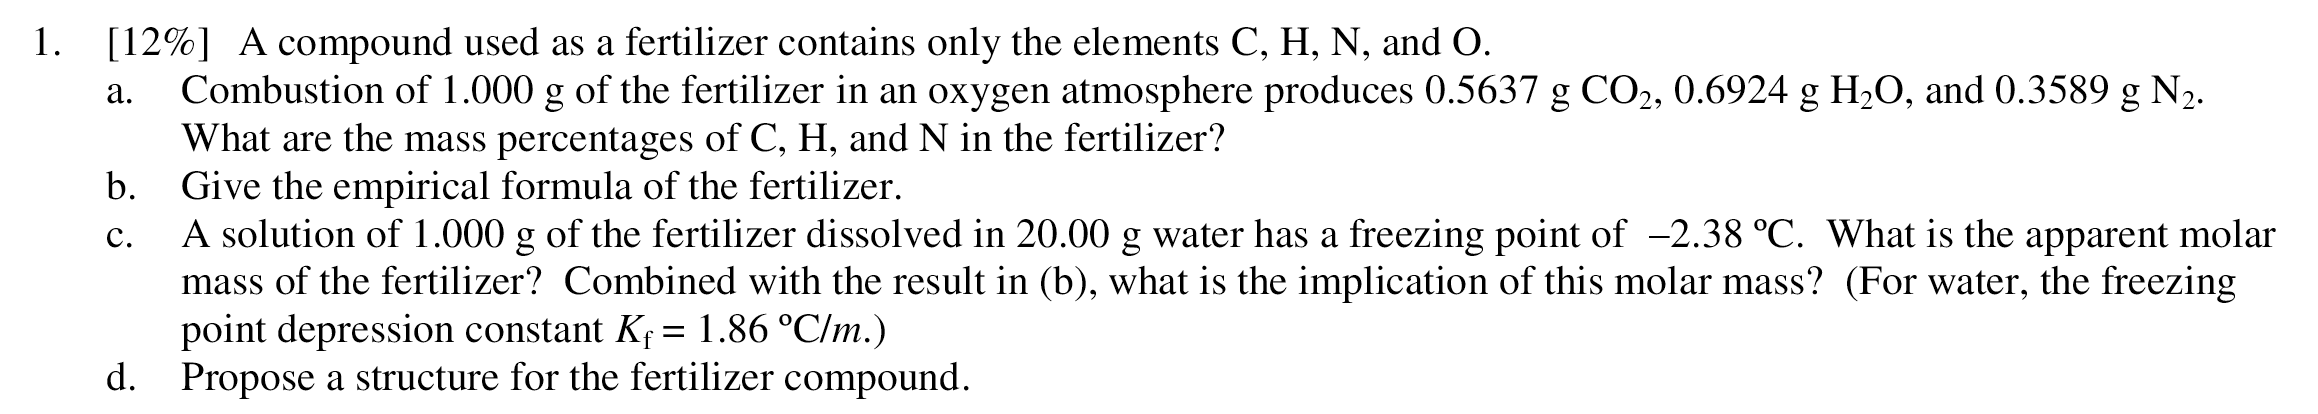 1. [12%] A compound used as a fertilizer contains only the elements C, H, N, and O.
a. Combustion of 1.000 g of the fertilizer in an oxygen atmosphere produces 0.5637 g CO₂, 0.6924 g H₂O, and 0.3589 g N₂.
What are the mass percentages of C, H, and N in the fertilizer?
b. Give the empirical formula of the fertilizer.
c. A solution of 1.000 g of the fertilizer dissolved in 20.00 g water has a freezing point of –2.38 ºC. What is the apparent molar
mass of the fertilizer? Combined with the result in (b), what is the implication of this molar mass? (For water, the freezing
point depression constant K_f = 1.86 ºC/m.)
d. Propose a structure for the fertilizer compound.